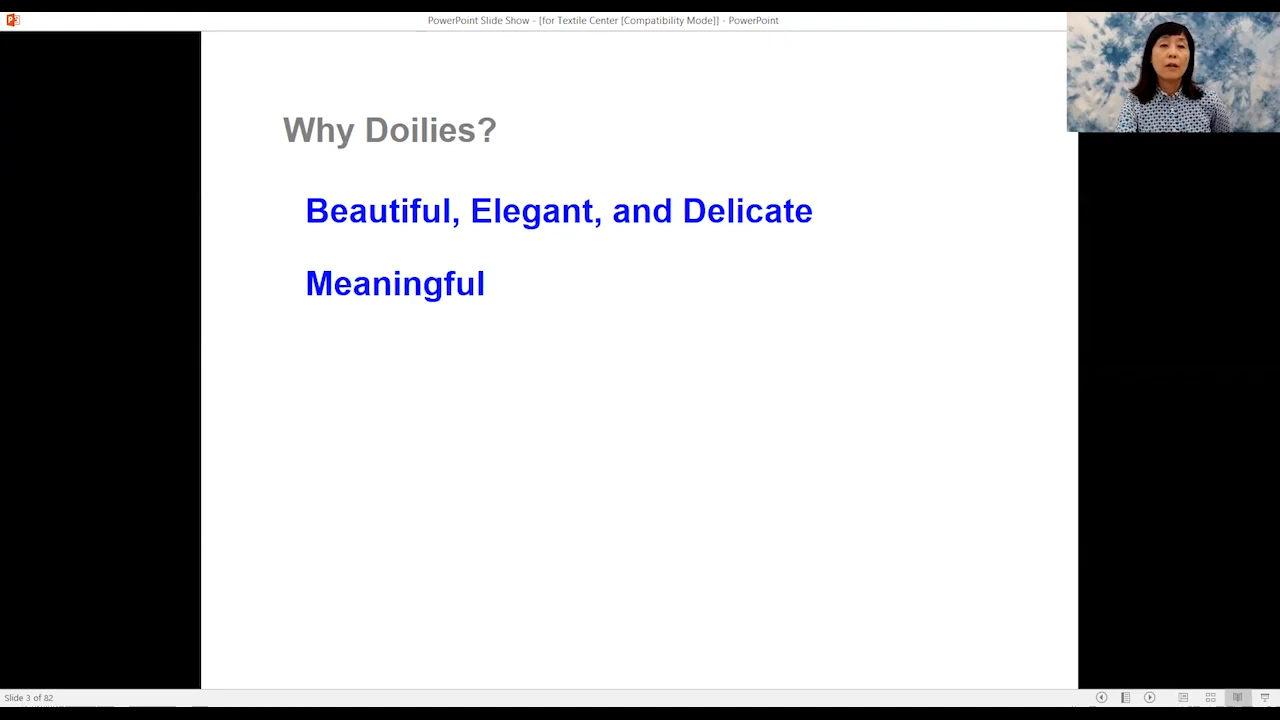 PowerPoint Slide Show - [for Textile Center [Compatibility Mode]] - PowerPoint
Why Doilies?
Beautiful, Elegant, and Delicate
Meaningful
Slide 3 of 82